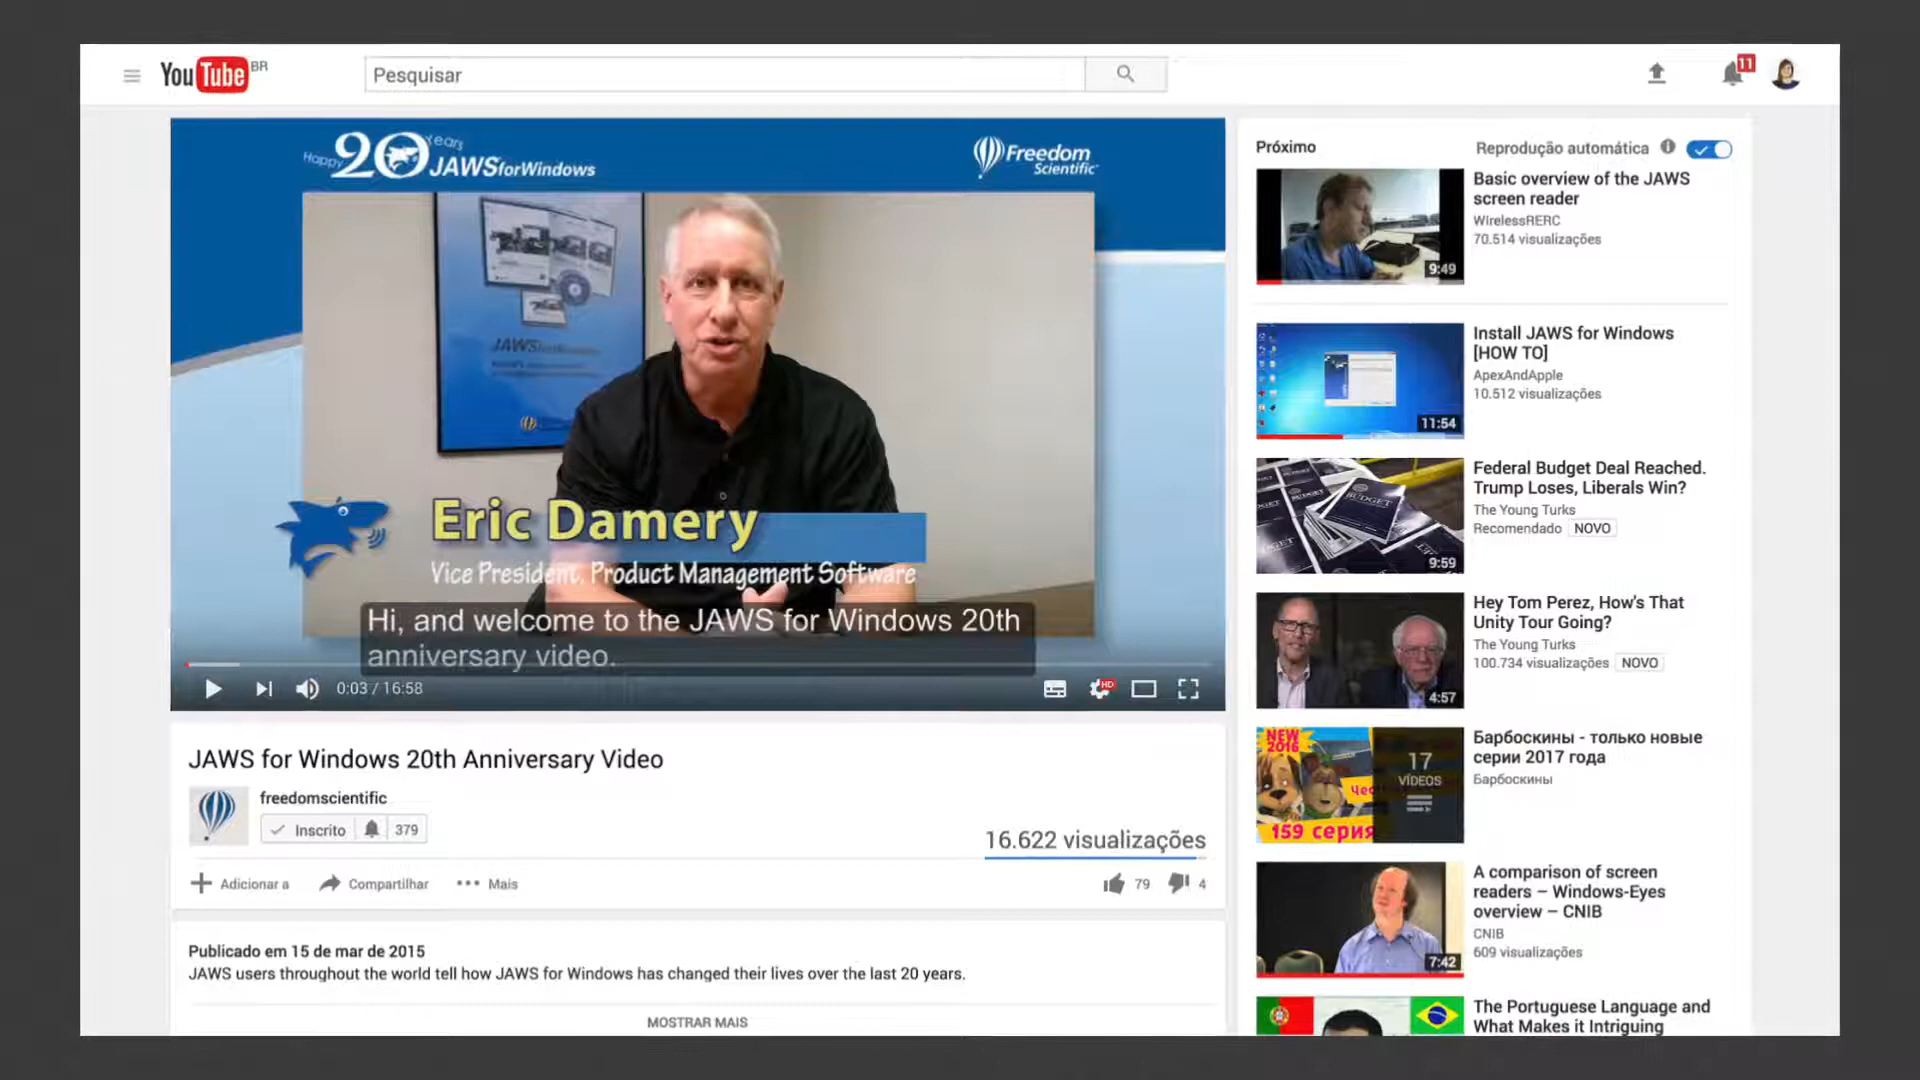 YouTube BR
Pesquisar
11
Happy 20 Years
JAWSforWindows
Freedom
Scientific
Eric Damery
Vice President, Product Management Software
Hi, and welcome to the JAWS for Windows 20th
anniversary video.
0:03 / 16:58
HD
JAWS for Windows 20th Anniversary Video
freedomscientific
Inscrito 379
16.622 visualizações
Adicionar a Compartilhar Mais 79 4
Publicado em 15 de mar de 2015
JAWS users throughout the world tell how JAWS for Windows has changed their lives over the last 20 years.
MOSTRAR MAIS
Próximo
Reprodução automática
Basic overview of the JAWS
screen reader
WirelessRERC
70.514 visualizações
9:49
Install JAWS for Windows
[HOW TO]
ApexAndApple
10.512 visualizações
11:54
Federal Budget Deal Reached.
Trump Loses, Liberals Win?
The Young Turks
Recomendado NOVO
BUDGET
9:59
Hey Tom Perez, How's That
Unity Tour Going?
The Young Turks
100.734 visualizações NOVO
4:57
Барбоскины - только новые
серии 2017 года
Барбоскины
NEW
2016
17
VÍDEOS
159 серия
A comparison of screen
readers – Windows-Eyes
overview – CNIB
CNIB
609 visualizações
7:42
The Portuguese Language and
What Makes it Intriguing